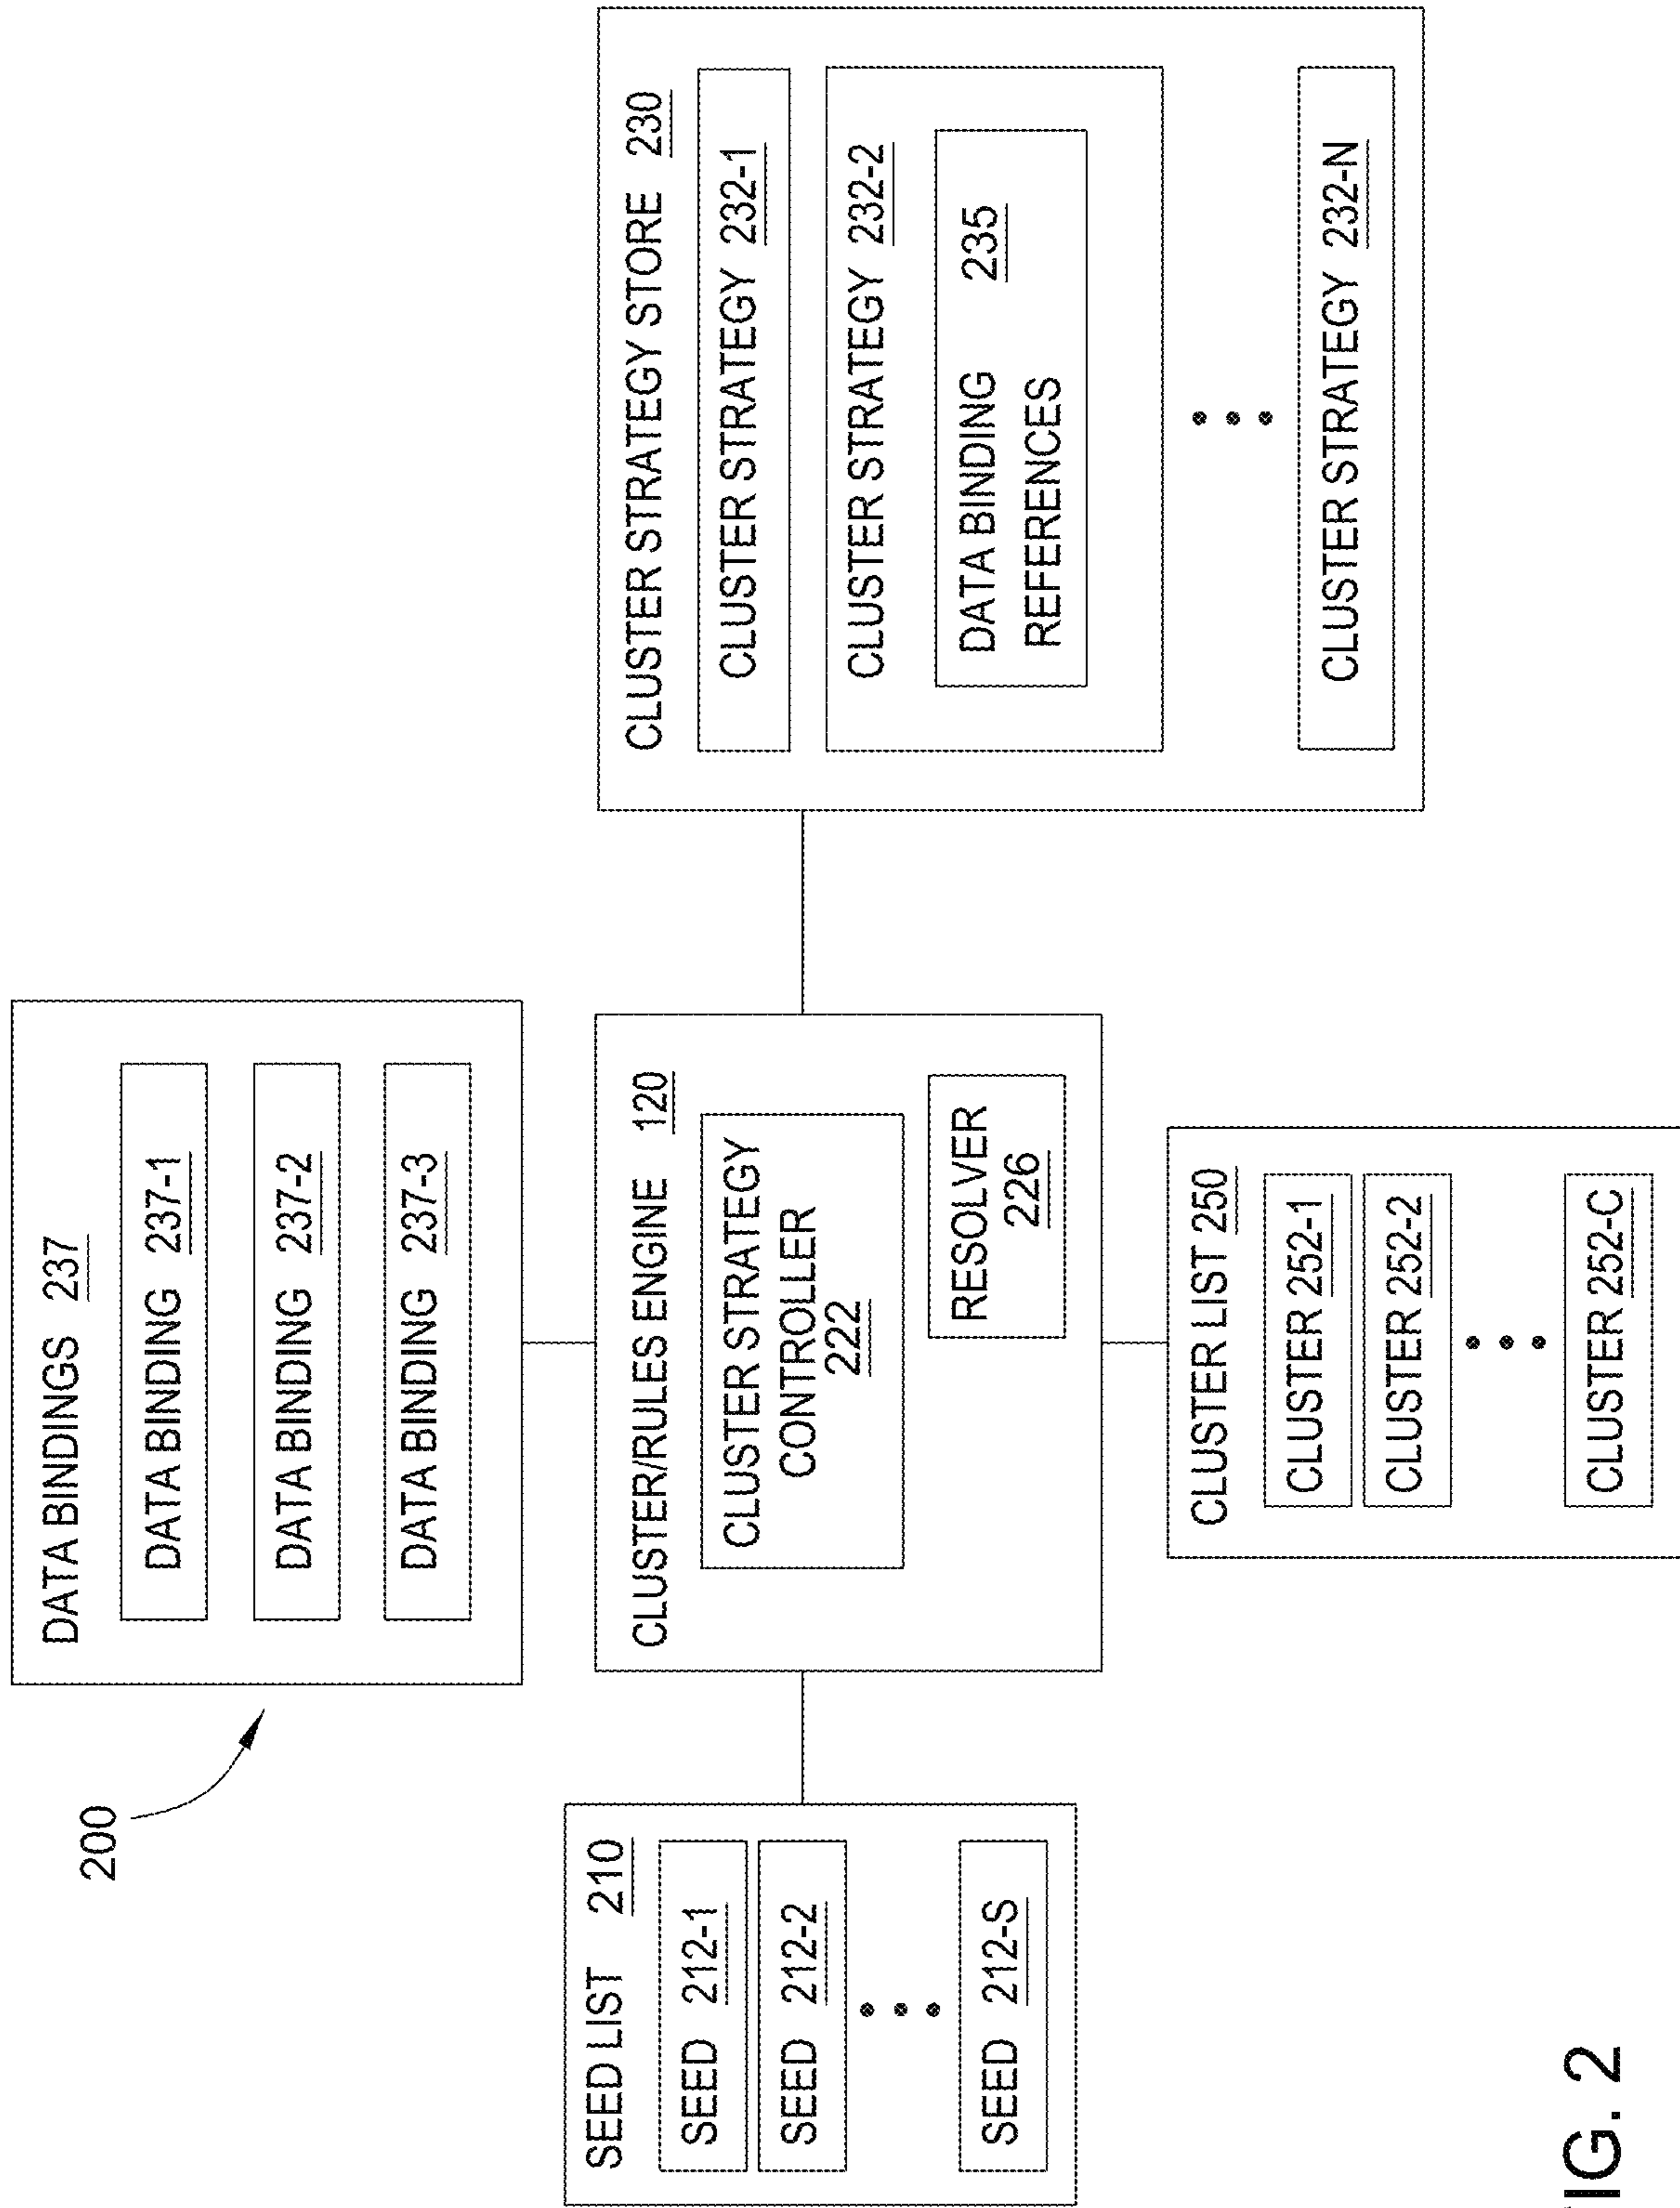 200
DATA BINDINGS 237
DATA BINDING 237-1
DATA BINDING 237-2
DATA BINDING 237-3
SEED LIST 210
SEED 212-1
SEED 212-2
SEED 212-S
CLUSTER/RULES ENGINE 120
CLUSTER STRATEGY
CONTROLLER
222
RESOLVER
226
CLUSTER STRATEGY STORE 230
CLUSTER STRATEGY 232-1
CLUSTER STRATEGY 232-2
DATA BINDING 235
REFERENCES
CLUSTER STRATEGY 232-N
CLUSTER LIST 250
CLUSTER 252-1
CLUSTER 252-2
CLUSTER 252-C
IG. 2